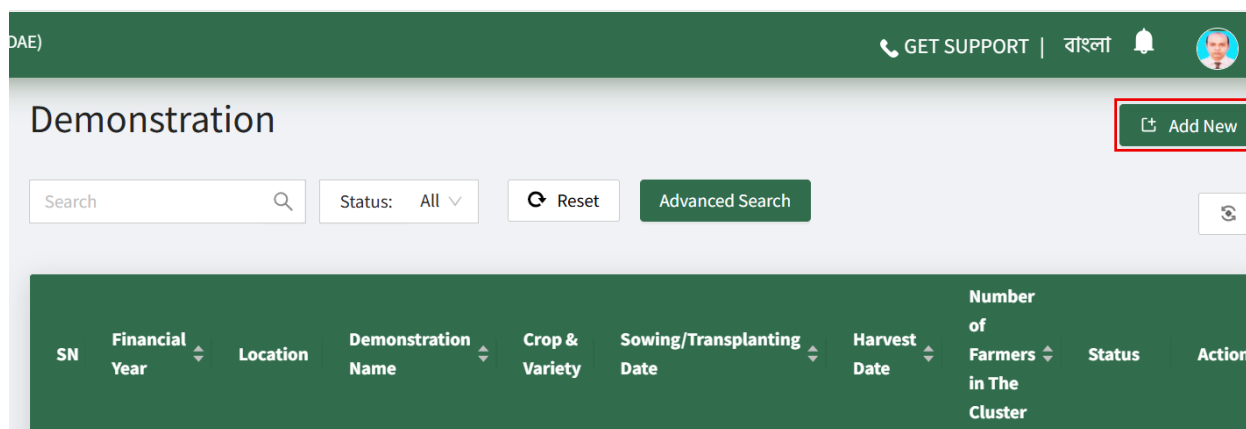 DAE)
GET SUPPORT | বাংলা
Demonstration
Add New
Search
Status: All
Reset
Advanced Search
SN
Financial
Year
Location
Demonstration
Name
Crop &
Variety
Sowing/Transplanting
Date
Harvest
Date
Number
of
Farmers
in The
Cluster
Status
Action